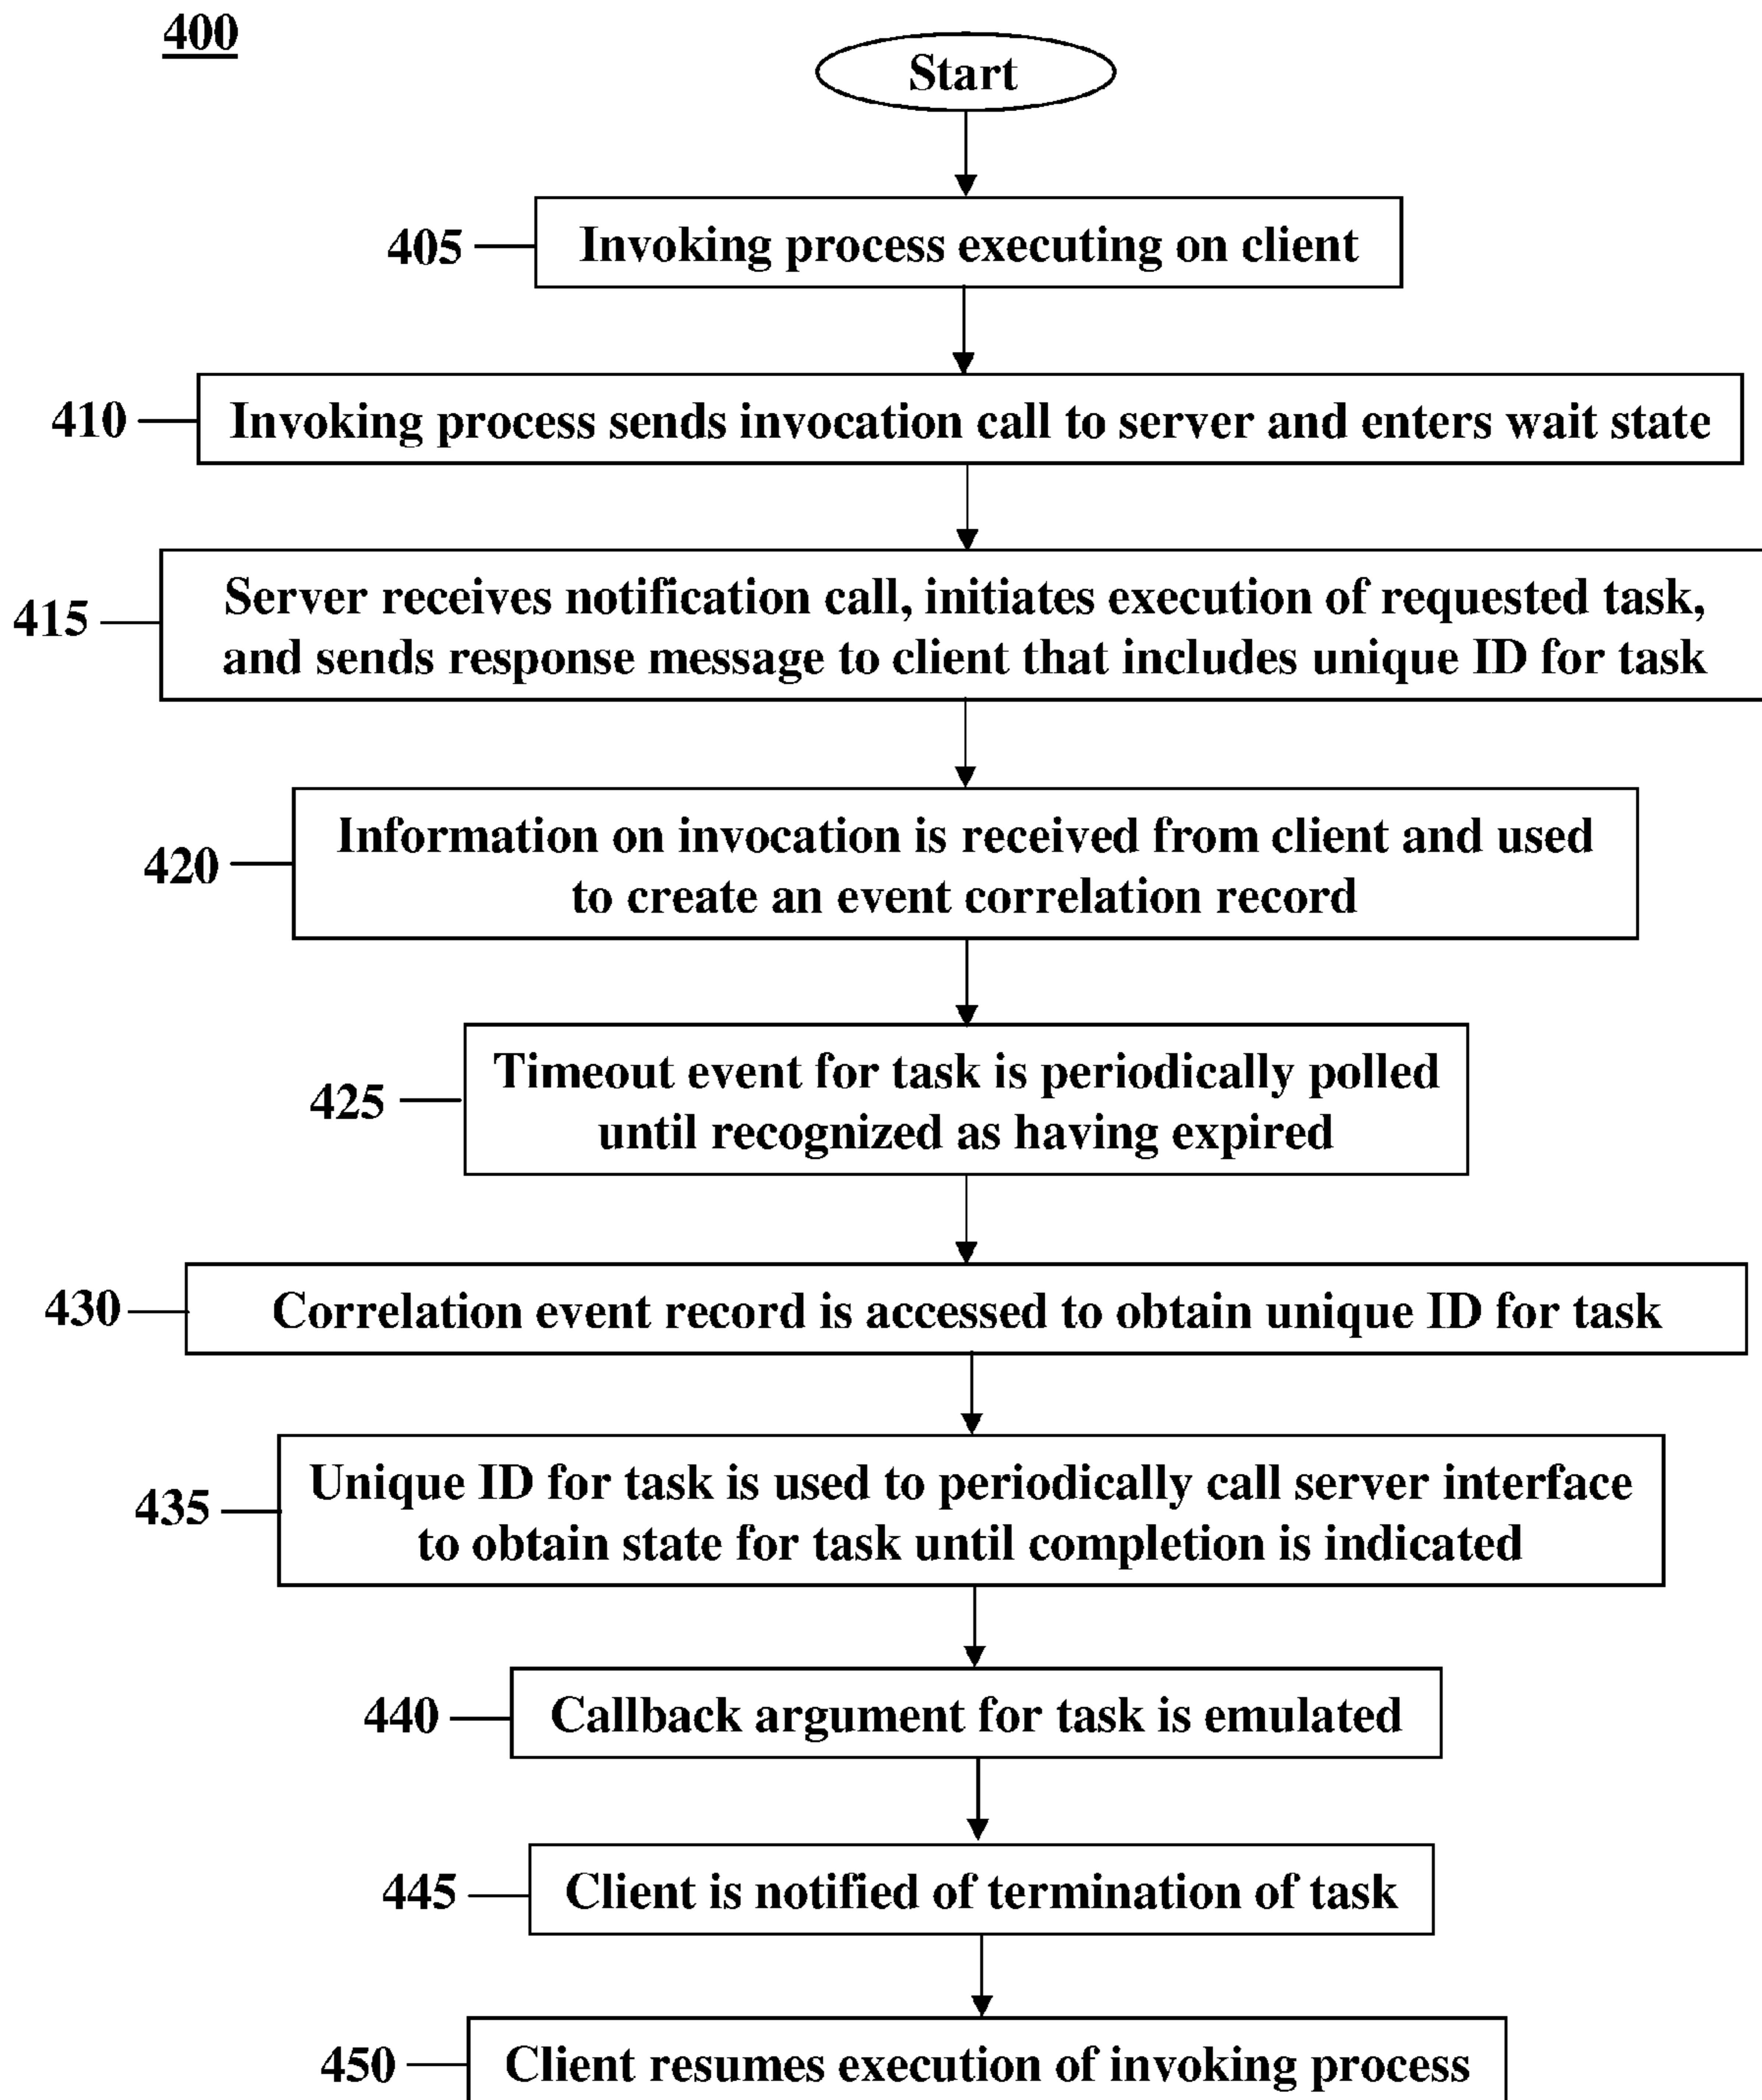 400
Start
405
Invoking process executing on client
410
Invoking process sends invocation call to server and enters wait state
415
Server receives notification call, initiates execution of requested task,
and sends response message to client that includes unique ID for task
420
Information on invocation is received from client and used
to create an event correlation record
425
Timeout event for task is periodically polled
until recognized as having expired
430
Correlation event record is accessed to obtain unique ID for task
435
Unique ID for task is used to periodically call server interface
to obtain state for task until completion is indicated
440
Callback argument for task is emulated
445
Client is notified of termination of task
450
Client resumes execution of invoking process